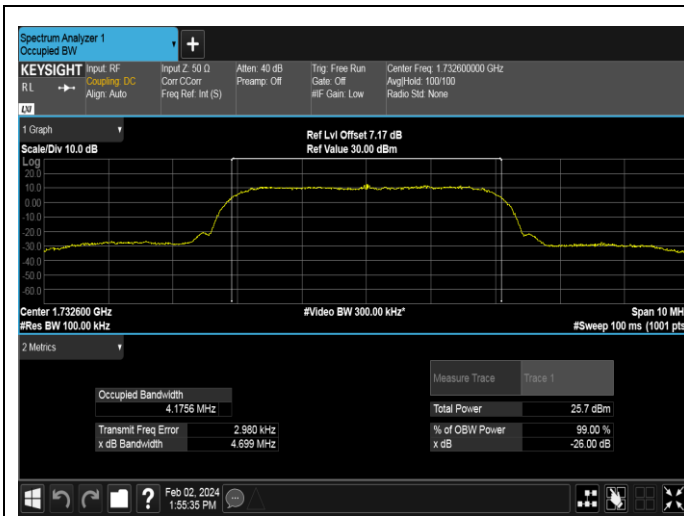 Spectrum Analyzer 1
Occupied BW
+
KEYSIGHT Input: RF Input Z: 50 Ω Atten: 40 dB Trig: Free Run Center Freq: 1.732600000 GHz
RL Coupling: DC Corr CCorr Preamp: Off Gate: Off Avg|Hold: 100/100
Align: Auto Freq Ref: Int (S) #IF Gain: Low Radio Std: None
LXI
1 Graph
Ref Lvl Offset 7.17 dB
Scale/Div 10.0 dB Ref Value 30.00 dBm
Log
20.0
10.0
0.00
-10.0
-20.0
-30.0
-40.0
-50.0
-60.0
Center 1.732600 GHz #Video BW 300.00 kHz* Span 10 MH
#Res BW 100.00 kHz #Sweep 100 ms (1001 pts
2 Metrics
Measure Trace Trace 1
Occupied Bandwidth
4.1756 MHz Total Power 25.7 dBm
Transmit Freq Error 2.980 kHz % of OBW Power 99.00 %
x dB Bandwidth 4.699 MHz x dB -26.00 dB
? Feb 02, 2024
1:55:35 PM